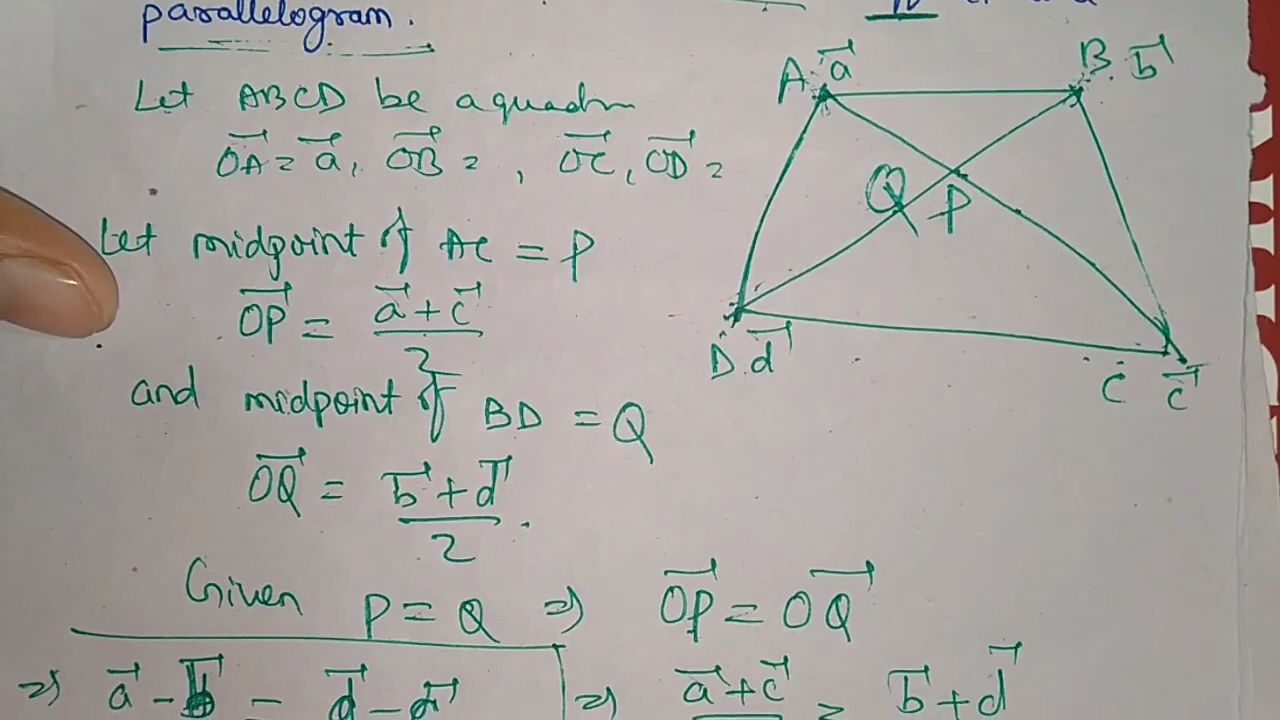 parallelogram.
Let ABCD be a quadm
A. a⃗
B. b⃗
OA⃗ = a⃗, OB⃗ = , OC⃗, OD⃗ =
Q P
Let midpoint of AC = P
OP⃗ = (a⃗ + c⃗)/2
D. d⃗
C c⃗
and midpoint of BD = Q
OQ⃗ = (b⃗ + d⃗)/2.
Given P = Q ⇒ OP⃗ = OQ⃗
⇒ a⃗ - b⃗ = d⃗ -
⇒ a⃗ + c⃗ = b⃗ + d⃗